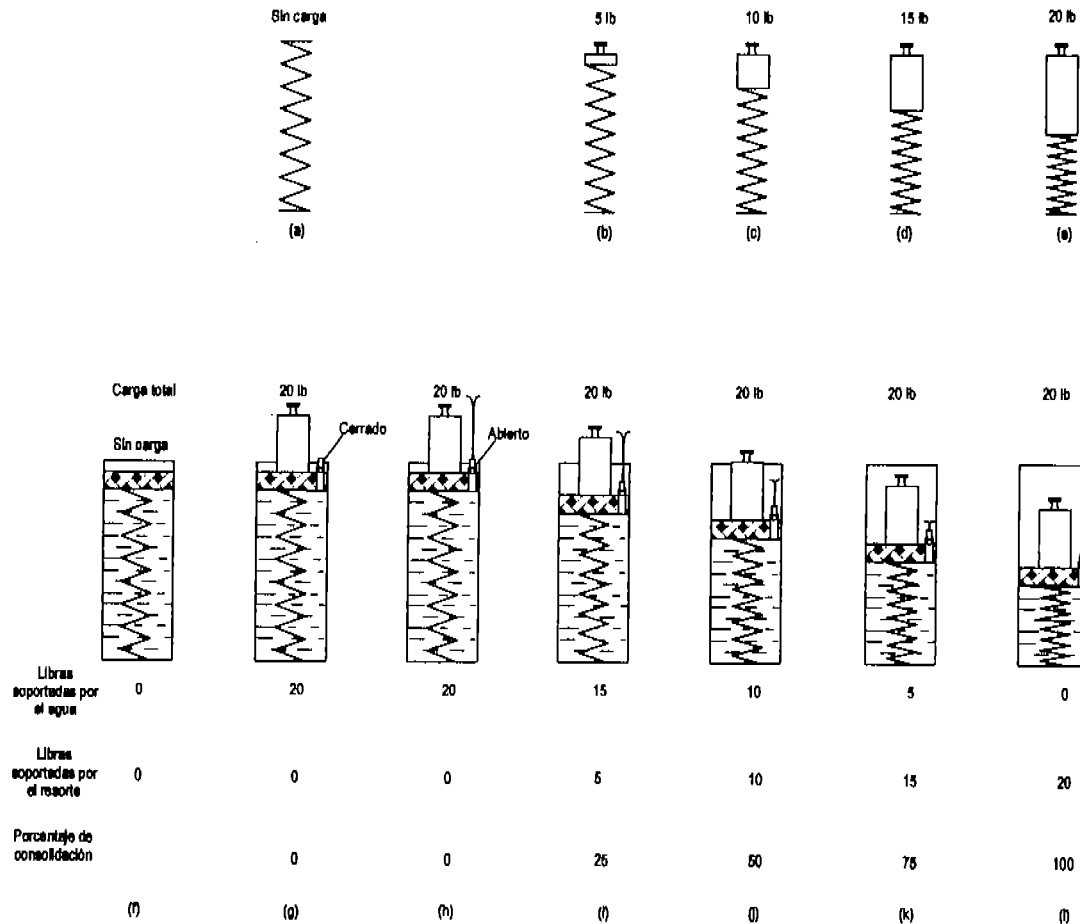 Sin carga 5 lb 10 lb 15 lb 20 lb
(a) (b) (c) (d) (e)
Carga total 20 lb 20 lb 20 lb 20 lb 20 lb 20 lb
Sin carga
Cerrado
Abierto
Libras
soportadas por
el agua
0 20 20 15 10 5 0
Libras
soportadas por
el resorte
0 0 0 5 10 15 20
Porcentaje de
consolidación
0 0 25 50 75 100
(f) (g) (h) (i) (j) (k) (l)